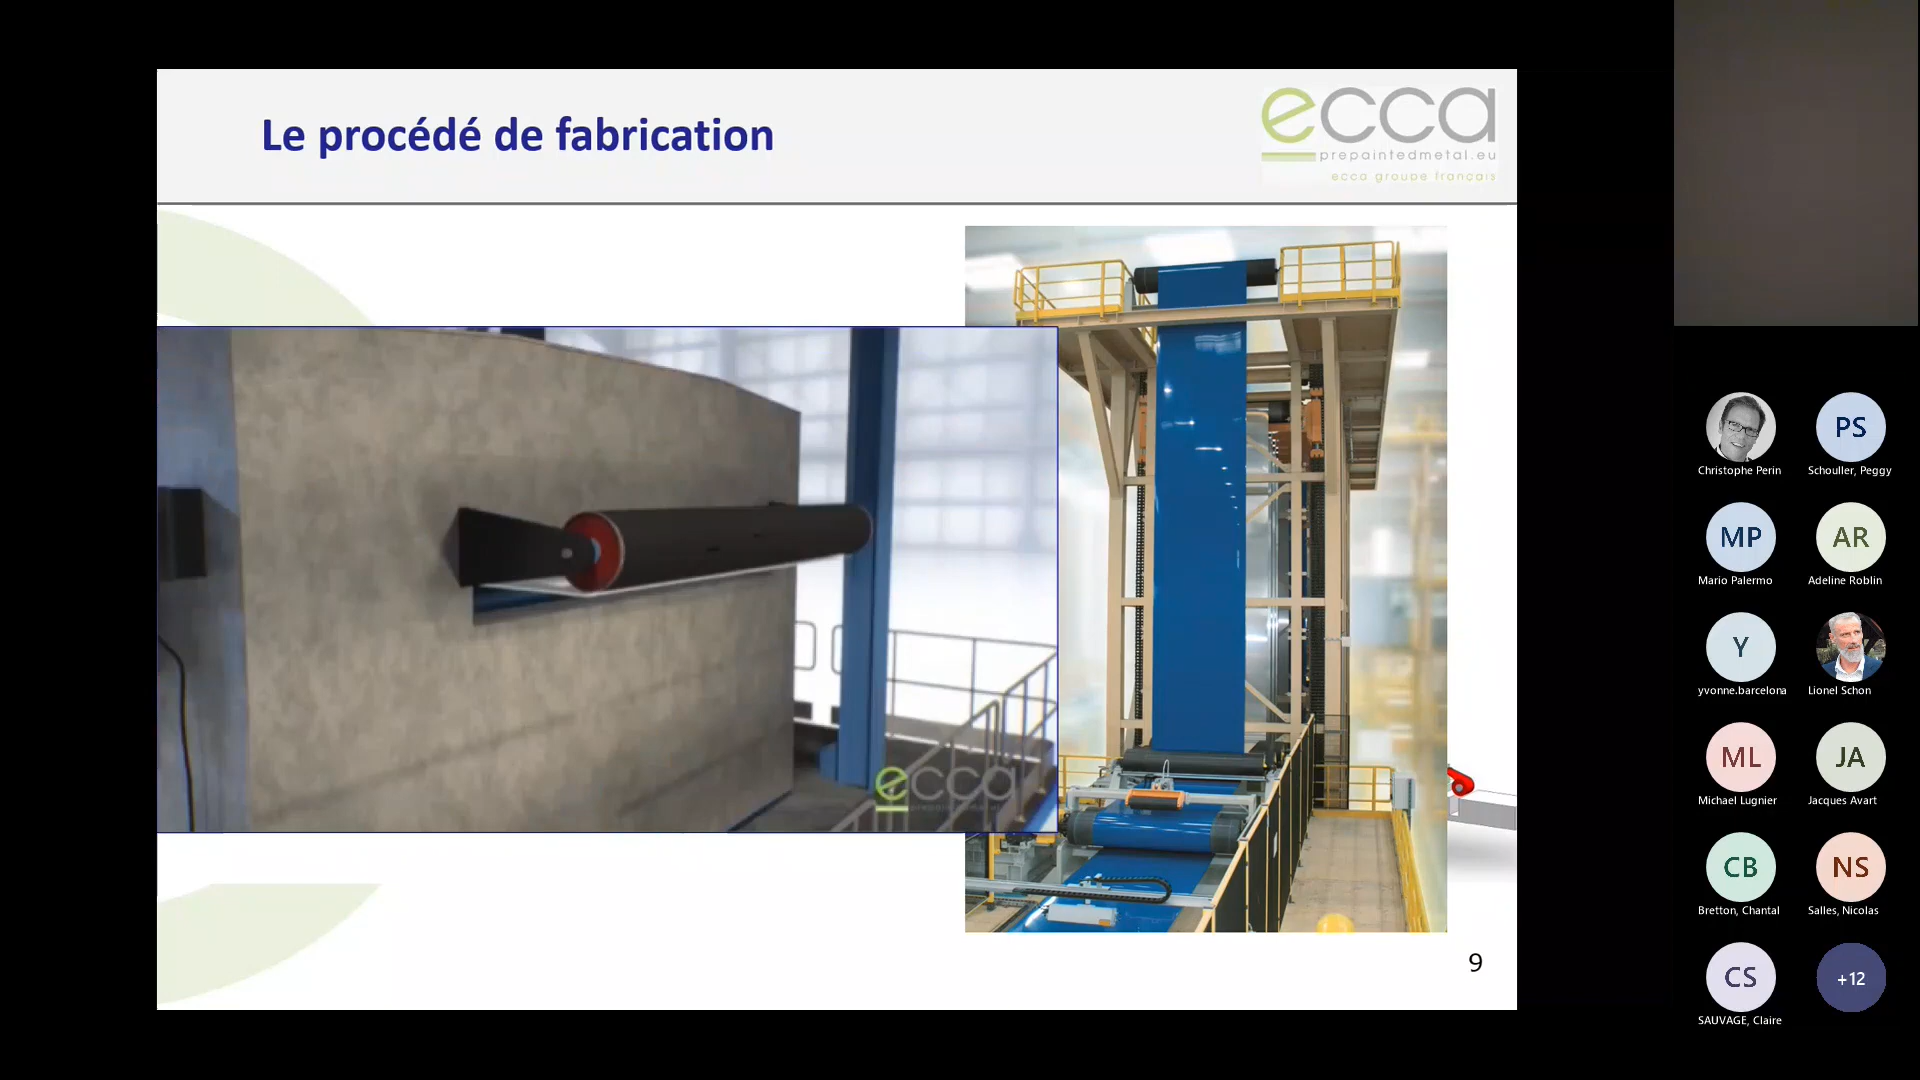 Le procédé de fabrication
ecca
prepaintedmetal.eu
ecca groupe français
ecca
9
Christophe Perin
PS
Schouller, Peggy
MP
Mario Palermo
AR
Adeline Roblin
Y
yvonne.barcelona
Lionel Schon
ML
Michael Lugnier
JA
Jacques Avart
CB
Bretton, Chantal
NS
Salles, Nicolas
CS
SAUVAGE, Claire
+12